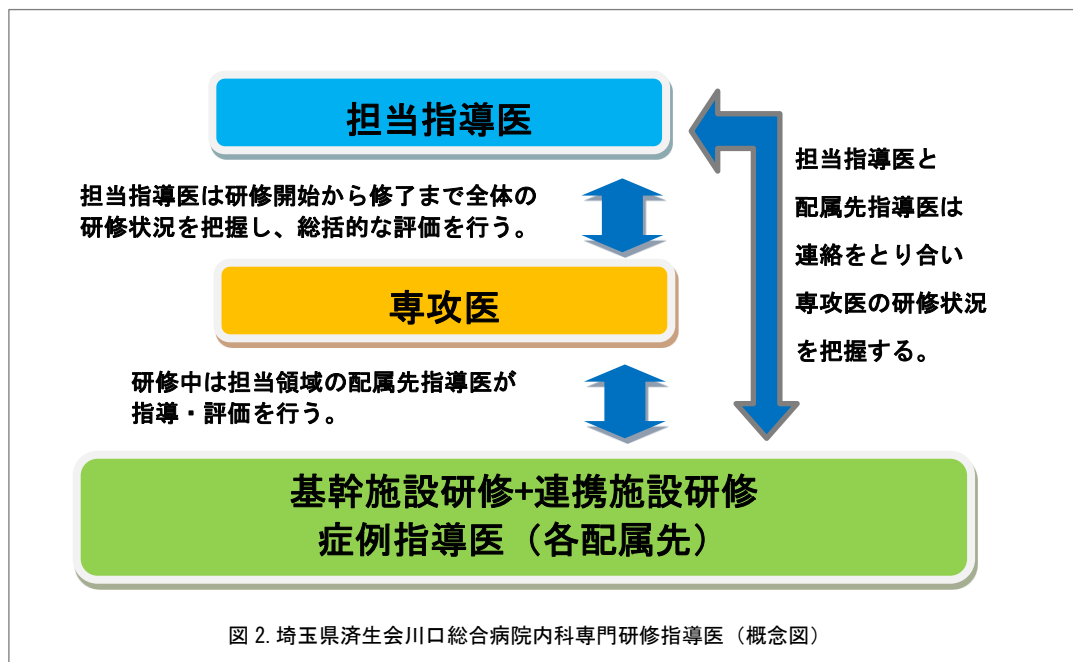 担当指導医
担当指導医は研修開始から修了まで全体の
研修状況を把握し、総括的な評価を行う。
専攻医
研修中は担当領域の配属先指導医が
指導・評価を行う。
担当指導医と
配属先指導医は
連絡をとり合い
専攻医の研修状況
を把握する。
基幹施設研修+連携施設研修
症例指導医（各配属先）
図 2. 埼玉県済生会川口総合病院内科専門研修指導医（概念図）